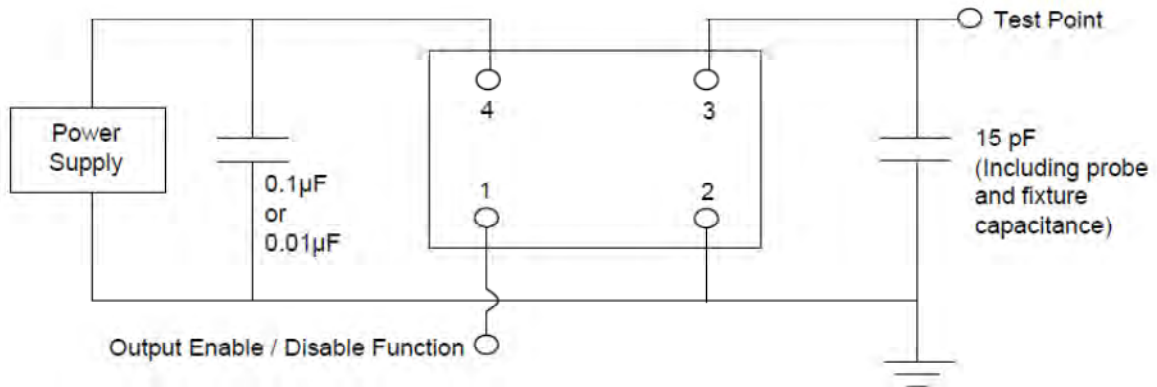 Test Point
4
3
Power
Supply
0.1µF
or
0.01µF
1
2
15 pF
(Including probe
and fixture
capacitance)
Output Enable / Disable Function